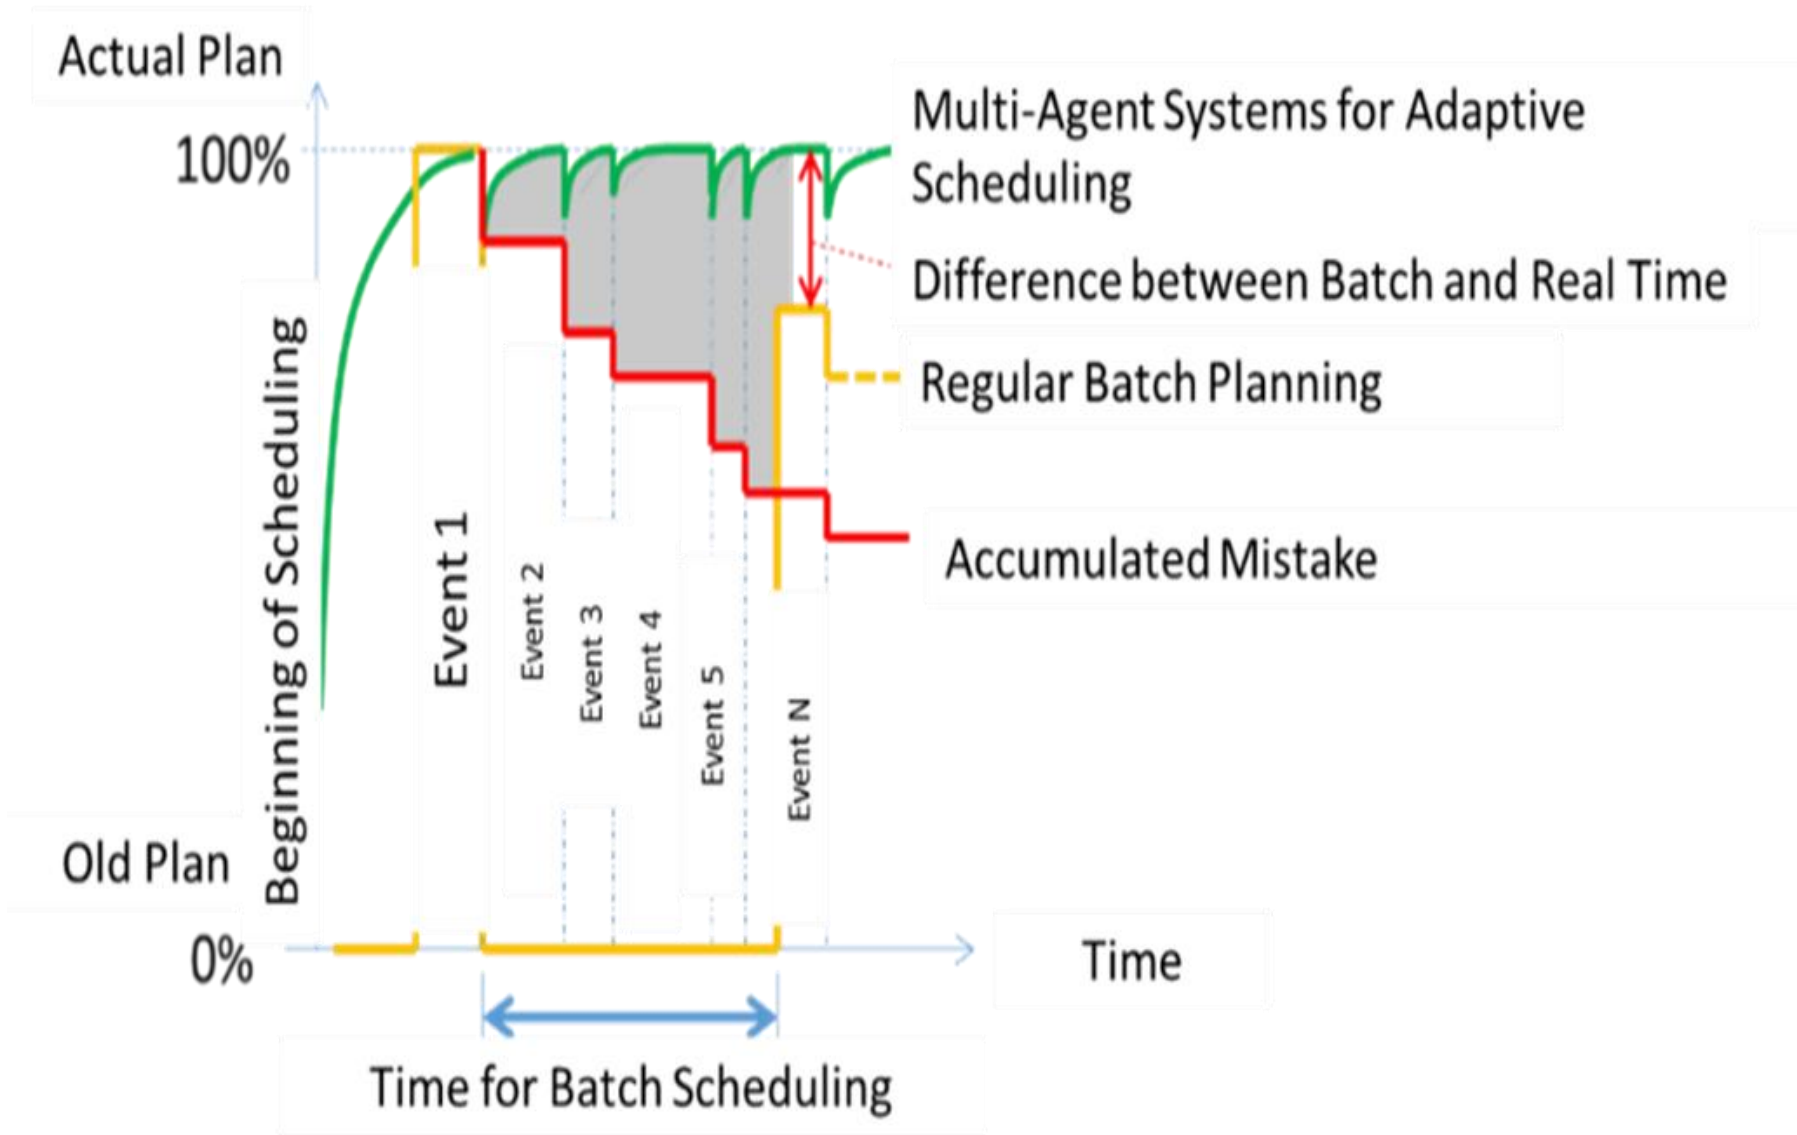 Actual Plan
100%
Multi-Agent Systems for Adaptive
Scheduling
Difference between Batch and Real Time
Regular Batch Planning
Accumulated Mistake
Beginning of Scheduling
Event 1
Event 2
Event 3
Event 4
Event 5
Event N
Old Plan
0%
Time
Time for Batch Scheduling